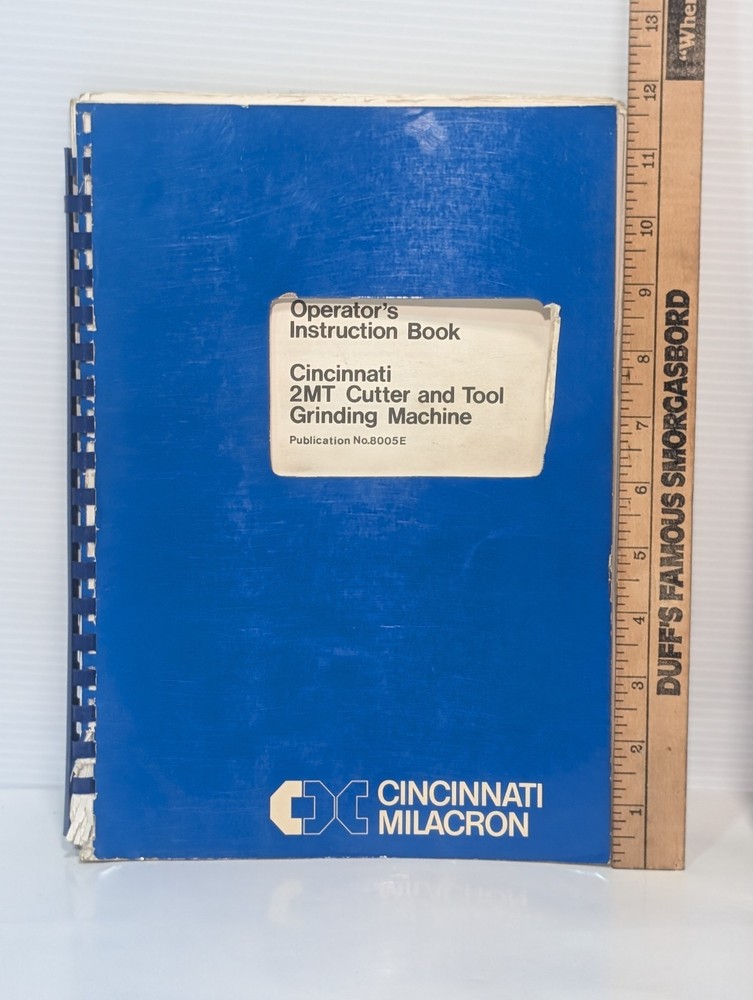 Operator's
Instruction Book
Cincinnati
2MT Cutter and Tool
Grinding Machine
Publication No.8005E
CINCINNATI
MILACRON
DUFF'S FAMOUS SMORGASBORD
13
12
11
10
9
8
7
6
5
4
3
2
1